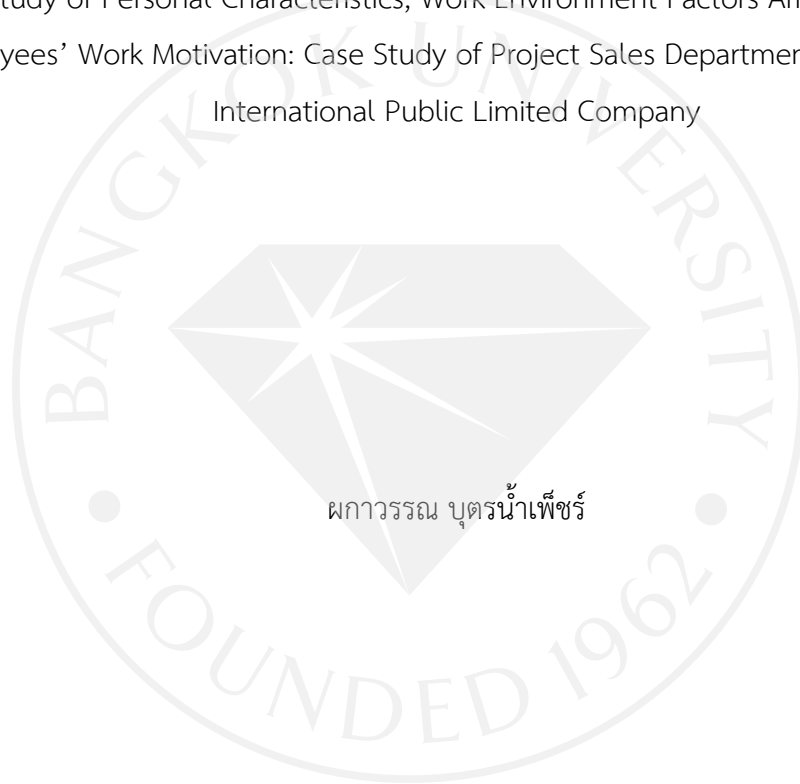 tudy of Personal Characteristics, Work Environment Factors
yees’ Work Motivation: Case Study of Project Sales
International Public Limited Company
BANGKOK UNIVERSITY
ผกาวรรณ บุตรน้ำเพ็ชร์
FOUNDED 1962